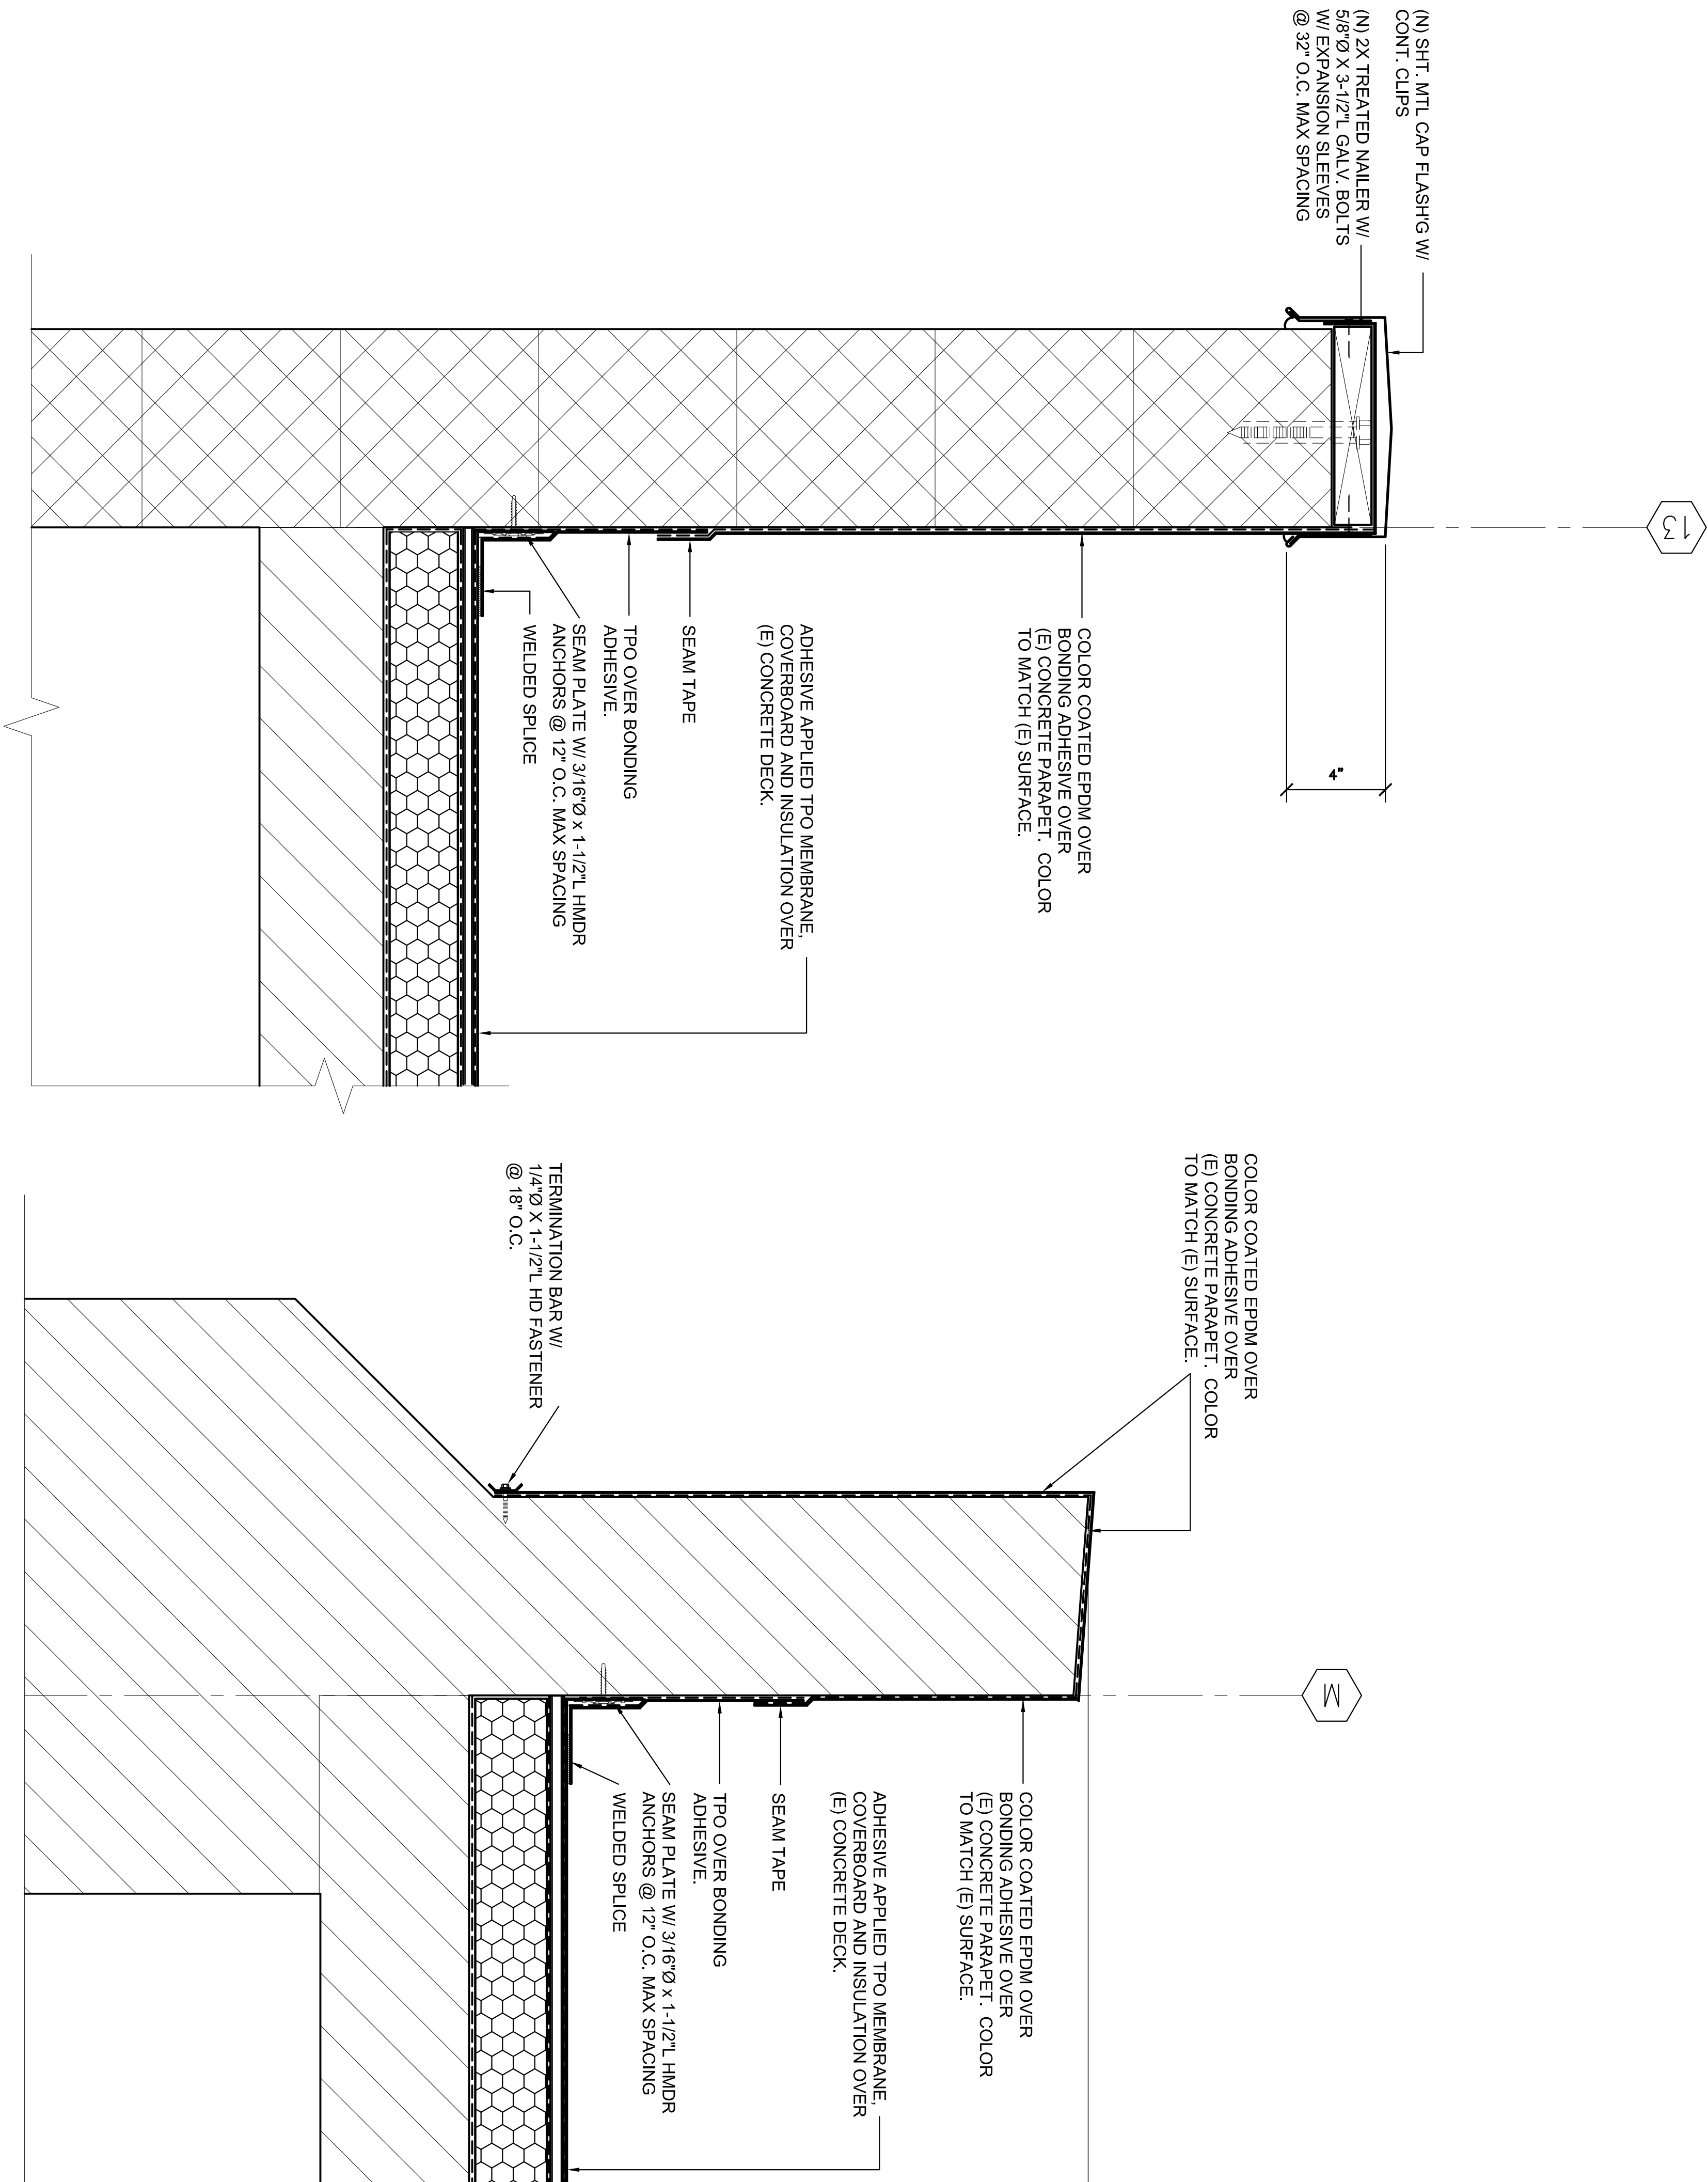 (N) SHT. MTL CAP FLASH'G W/
CONT. CLIPS
(N) 2X TREATED NAILER W/
5/8"Ø X 3-1/2"L GALV. BOLTS
W/ EXPANSION SLEEVES
@ 32" O.C. MAX SPACING
13
4"
COLOR COATED EPDM OVER
BONDING ADHESIVE OVER
(E) CONCRETE PARAPET. COLOR
TO MATCH (E) SURFACE.
ADHESIVE APPLIED TPO MEMBRANE,
COVERBOARD AND INSULATION OVER
(E) CONCRETE DECK.
SEAM TAPE
TPO OVER BONDING
ADHESIVE.
SEAM PLATE W/ 3/16"Ø x 1-1/2"L HMDR
ANCHORS @ 12" O.C. MAX SPACING
WELDED SPLICE
COLOR COATED EPDM OVER
BONDING ADHESIVE OVER
(E) CONCRETE PARAPET. COLOR
TO MATCH (E) SURFACE.
TERMINATION BAR W/
1/4"Ø X 1-1/2"L HD FASTENER
@ 18" O.C.
M
COLOR COATED EPDM OVER
BONDING ADHESIVE OVER
(E) CONCRETE PARAPET. COLOR
TO MATCH (E) SURFACE.
ADHESIVE APPLIED TPO MEMBRANE,
COVERBOARD AND INSULATION OVER
(E) CONCRETE DECK.
SEAM TAPE
TPO OVER BONDING
ADHESIVE.
SEAM PLATE W/ 3/16"Ø x 1-1/2"L HMDR
ANCHORS @ 12" O.C. MAX SPACING
WELDED SPLICE